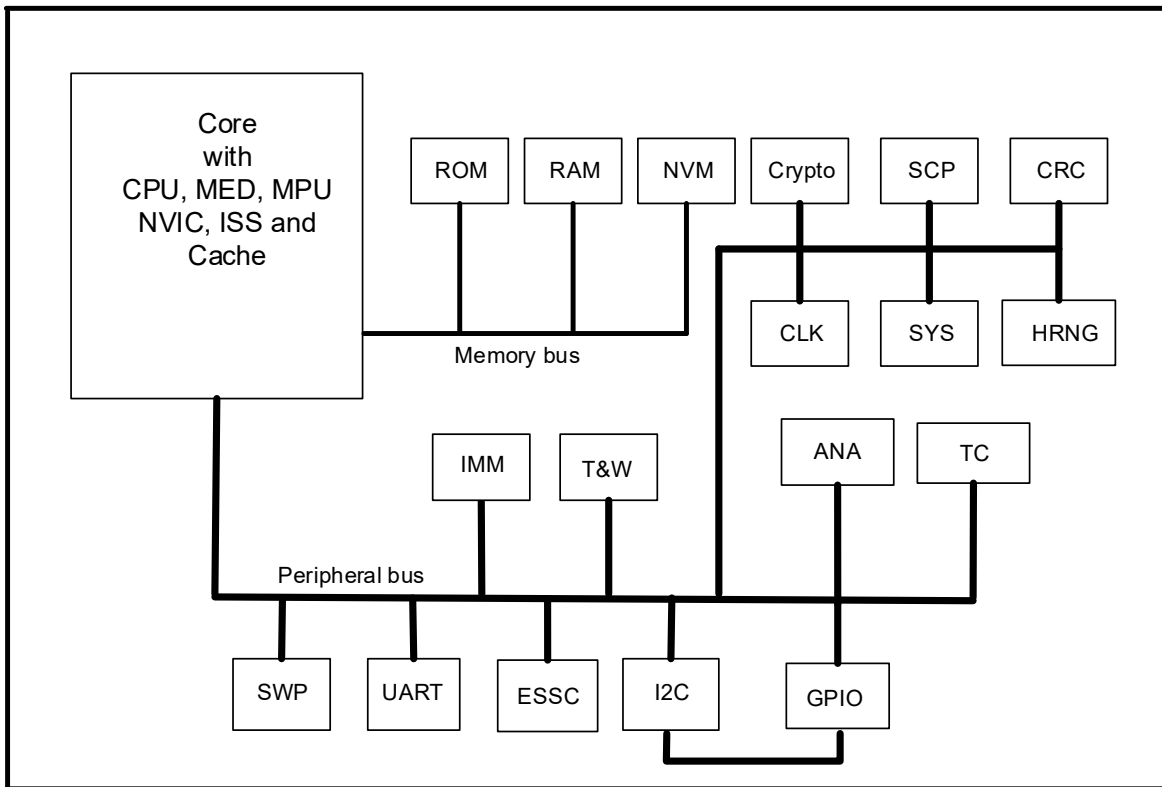 Core
with
CPU, MED, MPU
NVIC, ISS and
Cache
ROM
RAM
NVM
Crypto
SCP
CRC
CLK
SYS
HRNG
Memory bus
IMM
T&W
ANA
TC
Peripheral bus
SWP
UART
ESSC
I2C
GPIO